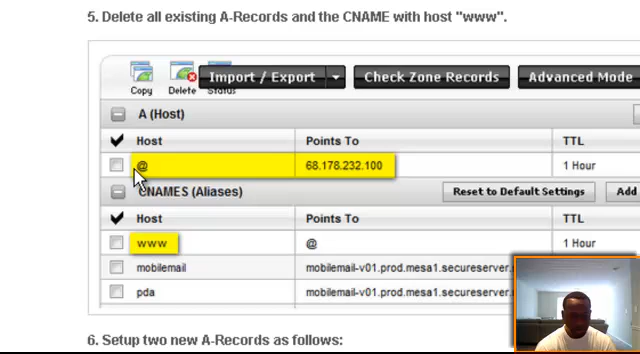 5. Delete all existing A-Records and the CNAME with host "www".
Import / Export Check Zone Records Advanced Mode
Copy Delete Status
A (Host)
Host Points To TTL
@ 68.178.232.100 1 Hour
CNAMES (Aliases) Reset to Default Settings Add
Host Points To TTL
www @ 1 Hour
mobilemail mobilemail-v01.prod.mesa1.secureserver.
pda mobilemail-v01.prod.mesa1.secureserver.
6. Setup two new A-Records as follows: